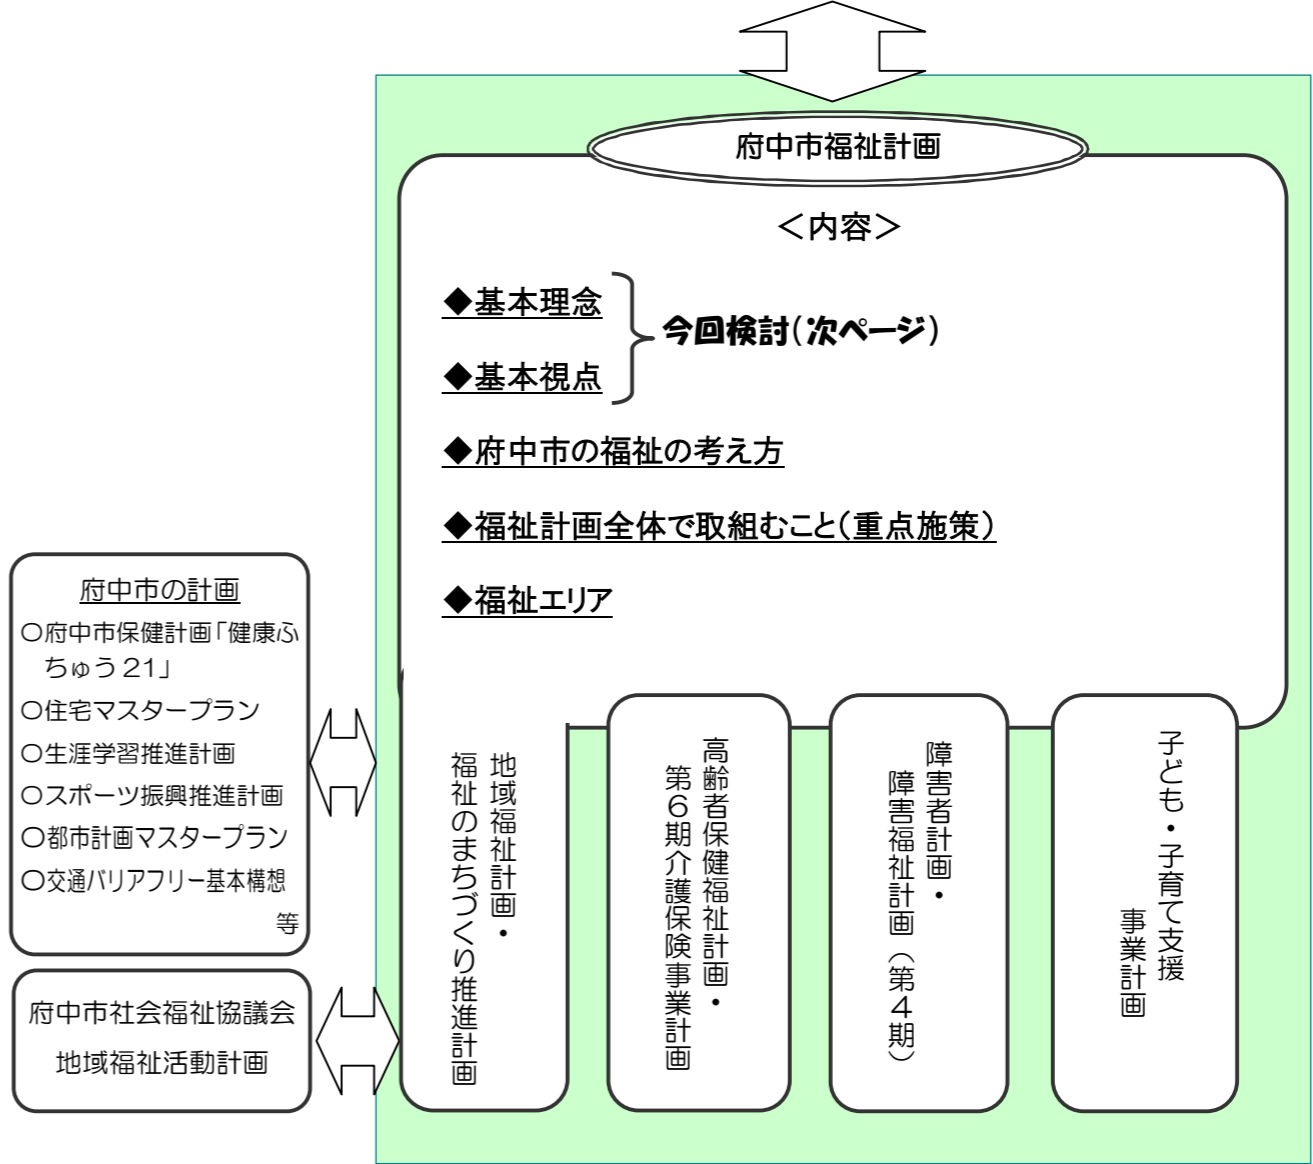 府中市福祉計画
＜内容＞
◆基本理念
◆基本視点
今回検討(次ページ)
◆府中市の福祉の考え方
◆福祉計画全体で取組むこと(重点施策)
◆福祉エリア
府中市の計画
○府中市保健計画「健康ふ
ちゅう21」
○住宅マスタープラン
○生涯学習推進計画
○スポーツ振興推進計画
○都市計画マスタープラン
○交通バリアフリー基本構想
等
府中市社会福祉協議会
地域福祉活動計画
地域福祉計画・
福祉のまちづくり推進計画
高齢者保健福祉計画・
第6期介護保険事業計画
障害者計画・
障害福祉計画（第4期）
子ども・子育て支援
事業計画